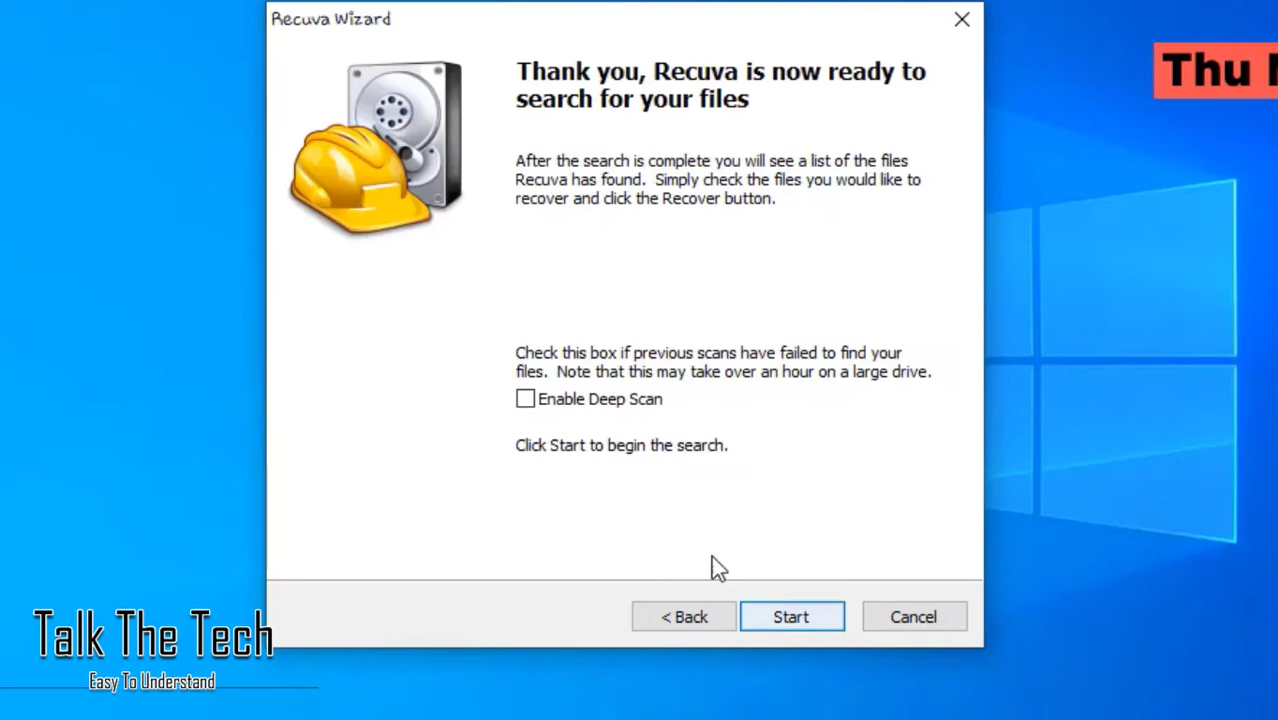 Recuva Wizard
Thu
Thank you, Recuva is now ready to
search for your files
After the search is complete you will see a list of the files
Recuva has found.  Simply check the files you would like to
recover and click the Recover button.
Check this box if previous scans have failed to find your
files.  Note that this may take over an hour on a large drive.
Enable Deep Scan
Click Start to begin the search.
< Back
Start
Cancel
Talk The Tech
Easy To Understand